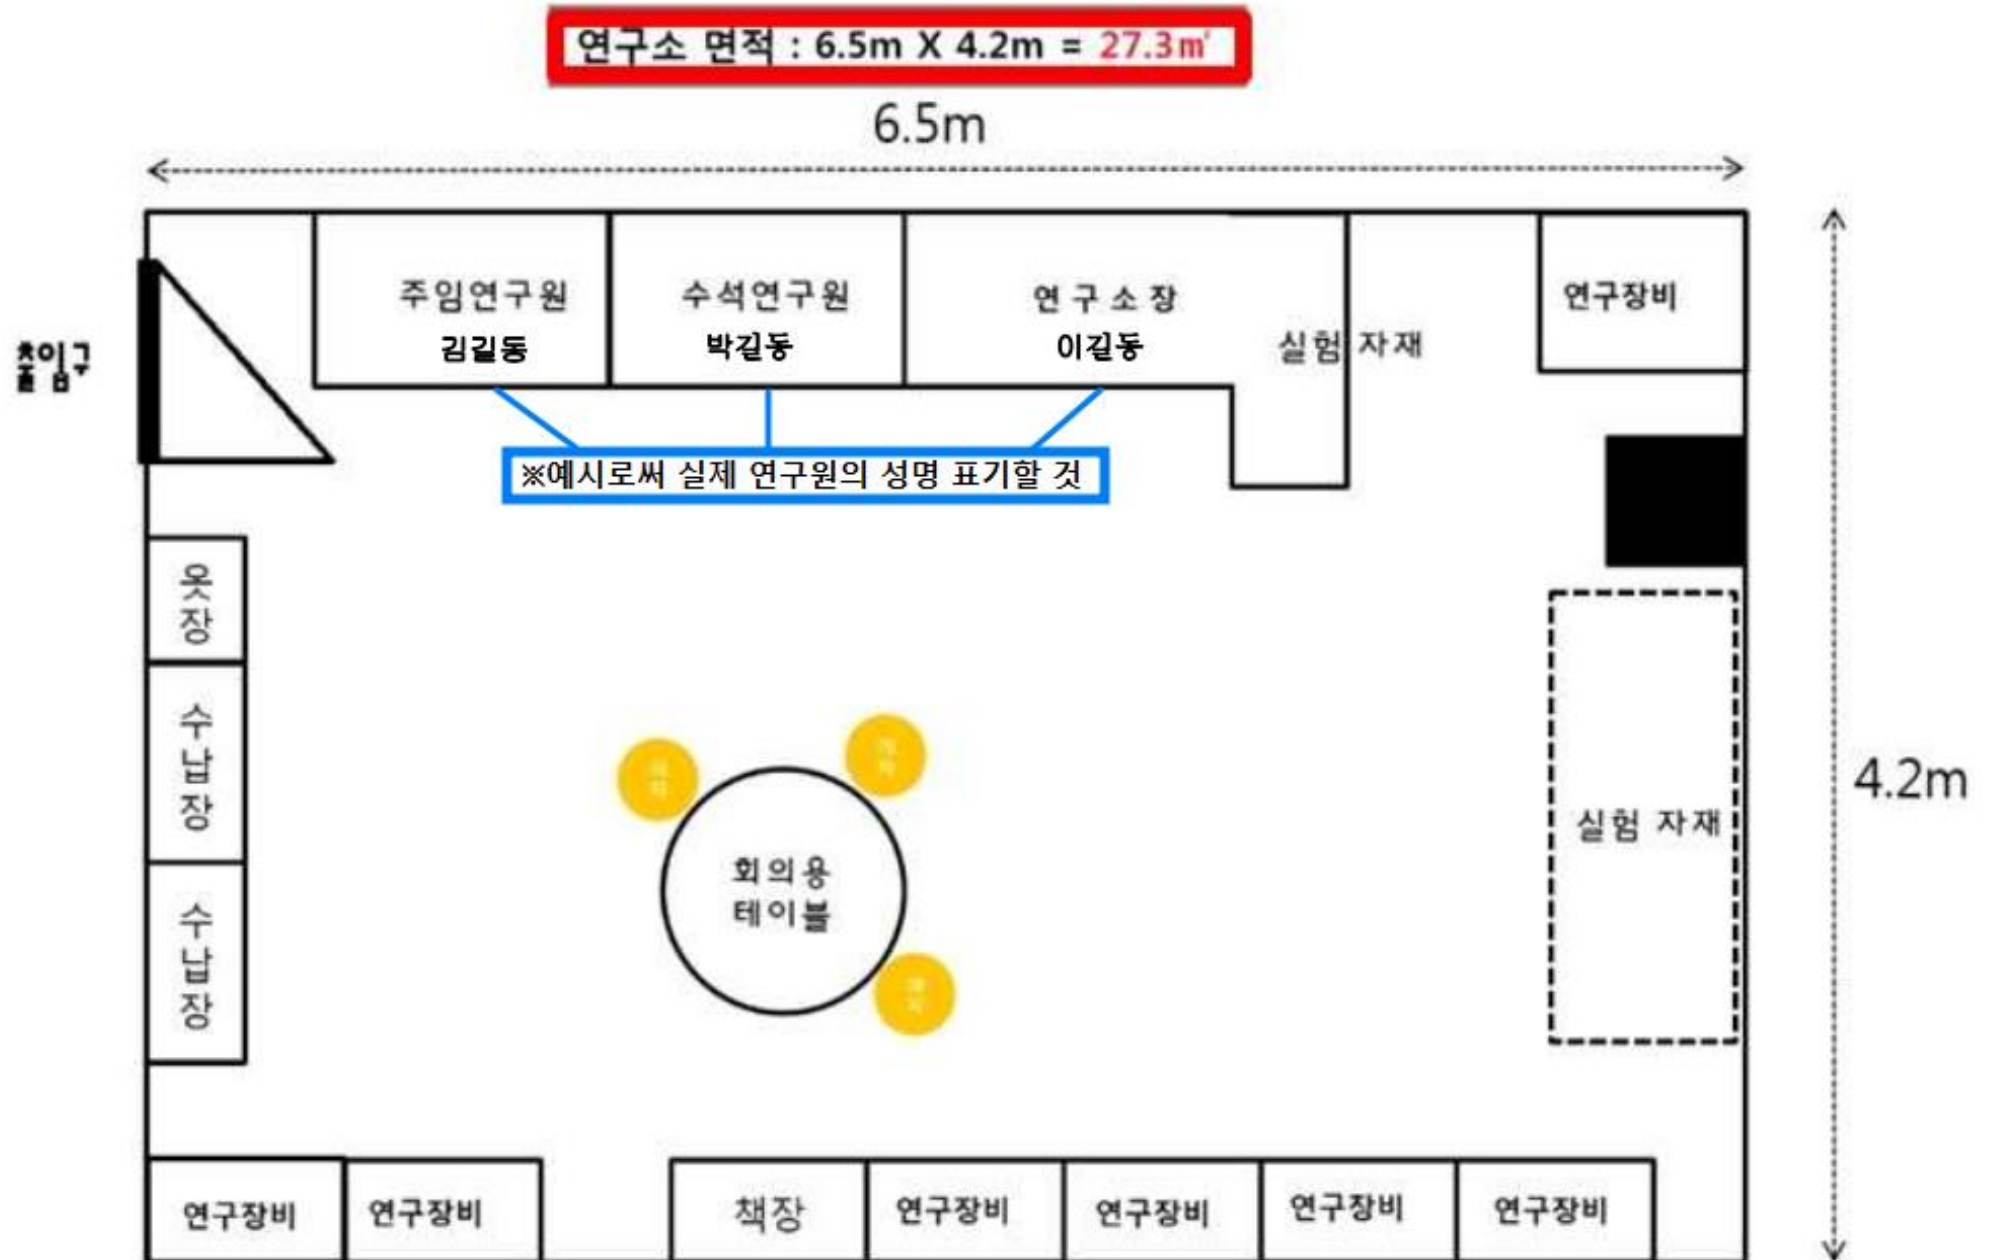 연구소 면적 : 6.5m X 4.2m = 27.3㎡
6.5m
주임연구원
김길동
수석연구원
박길동
연구소장
이길동
실험 자재
연구장비
출입구
※예시로써 실제 연구원의 성명 표기할 것
옷장
수납장
수납장
회의용
테이블
실험 자재
4.2m
연구장비
연구장비
책장
연구장비
연구장비
연구장비
연구장비